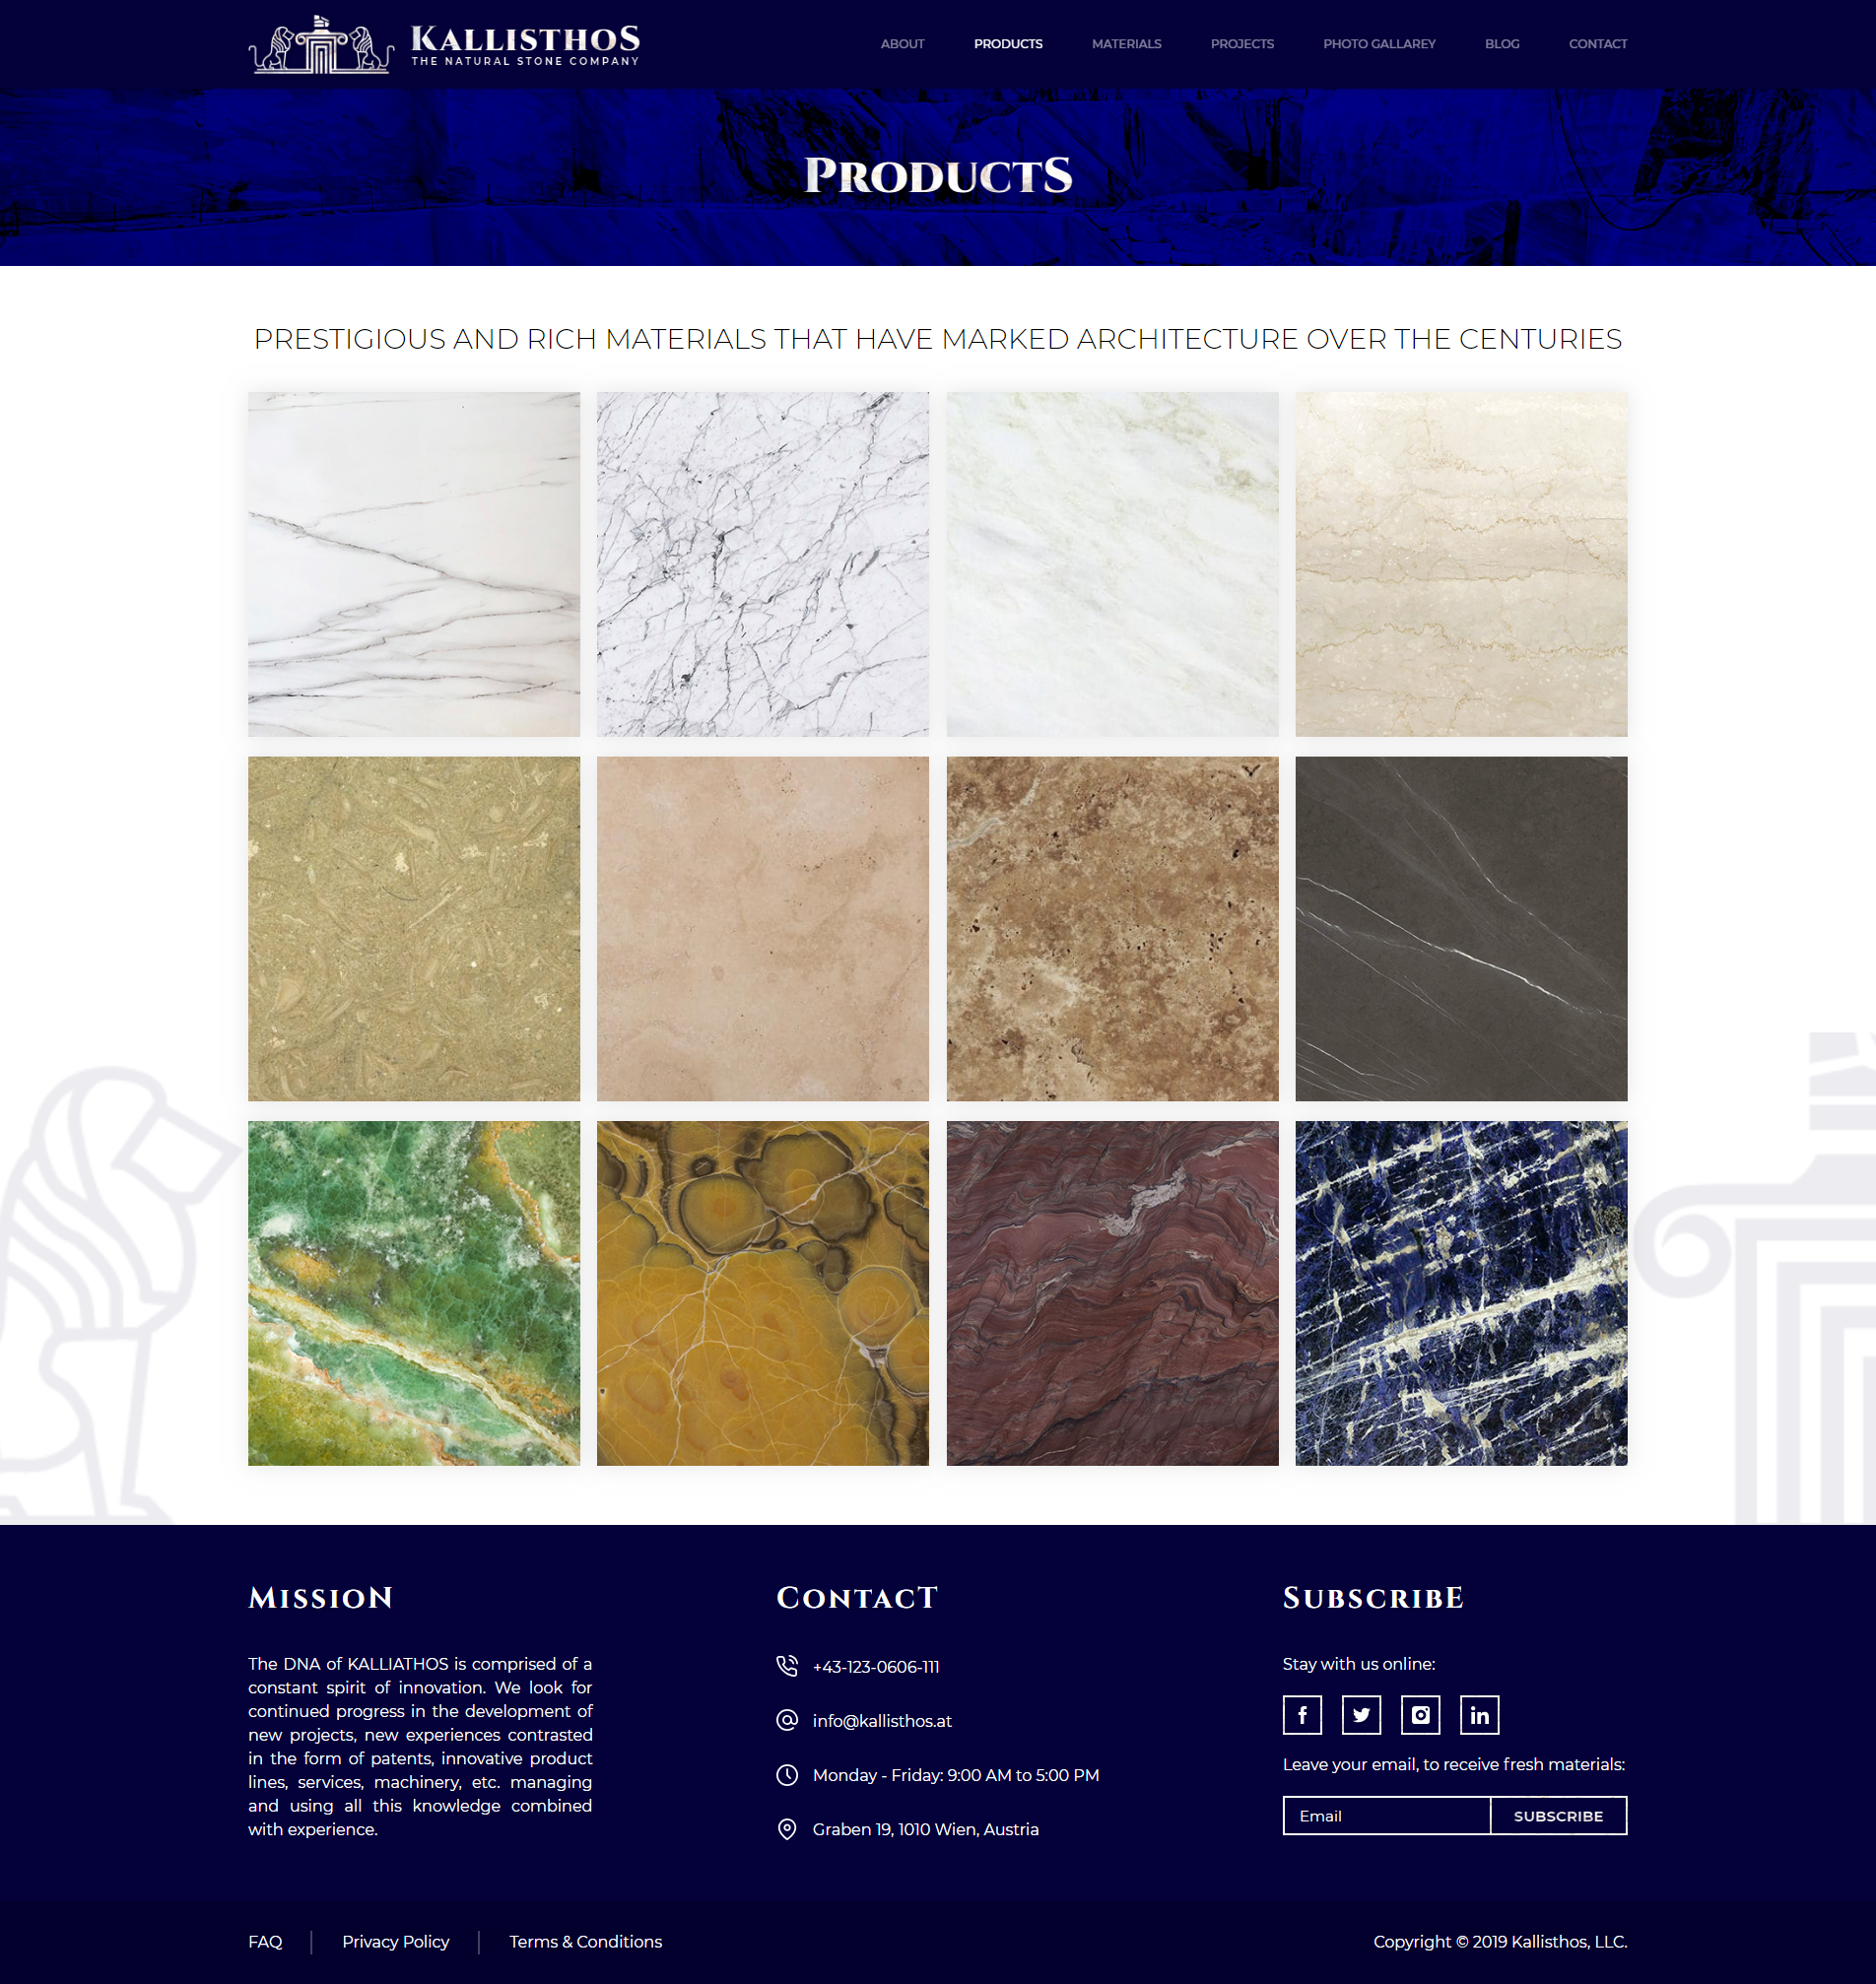 KALLISTHOS
THE NATURAL STONE COMPANY
ABOUT
PRODUCTS
MATERIALS
PROJECTS
PHOTO GALLAREY
BLOG
CONTACT
PRODUCTS
PRESTIGIOUS AND RICH MATERIALS THAT HAVE MARKED ARCHITECTURE OVER THE CENTURIES
MISSION
The DNA of KALLIATHOS is comprised of a
constant spirit of innovation. We look for
continued progress in the development of
new projects, new experiences contrasted
in the form of patents, innovative product
lines, services, machinery, etc. managing
and using all this knowledge combined
with experience.
CONTACT
+43-123-0606-111
info@kallisthos.at
Monday - Friday: 9:00 AM to 5:00 PM
Graben 19, 1010 Wien, Austria
SUBSCRIBE
Stay with us online:
Leave your email, to receive fresh materials:
Email
SUBSCRIBE
FAQ
Privacy Policy
Terms & Conditions
Copyright © 2019 Kallisthos, LLC.